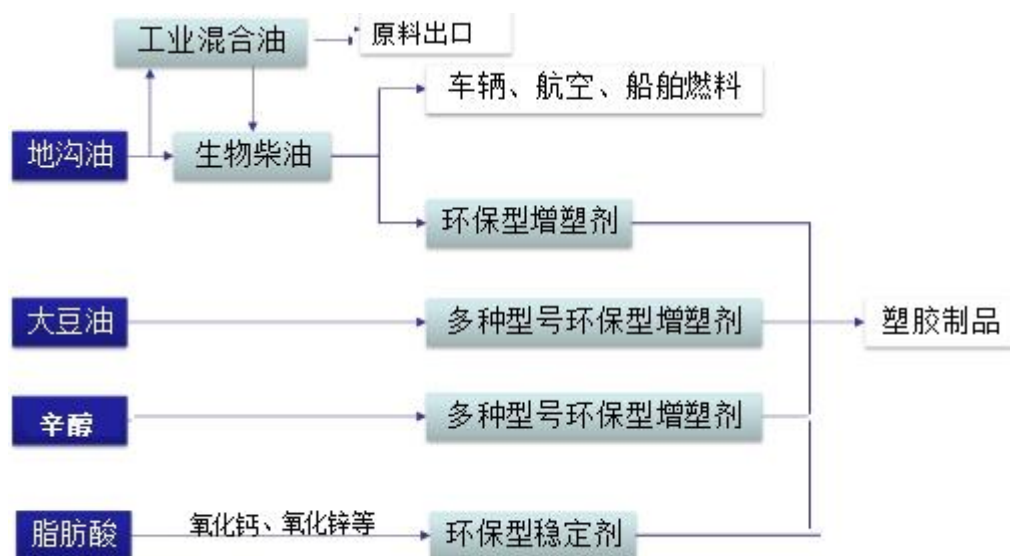 工业混合油
原料出口
车辆、航空、船舶燃料
地沟油
生物柴油
环保型增塑剂
大豆油
多种型号环保型增塑剂
塑胶制品
辛醇
多种型号环保型增塑剂
脂肪酸
氧化钙、氧化锌等
环保型稳定剂